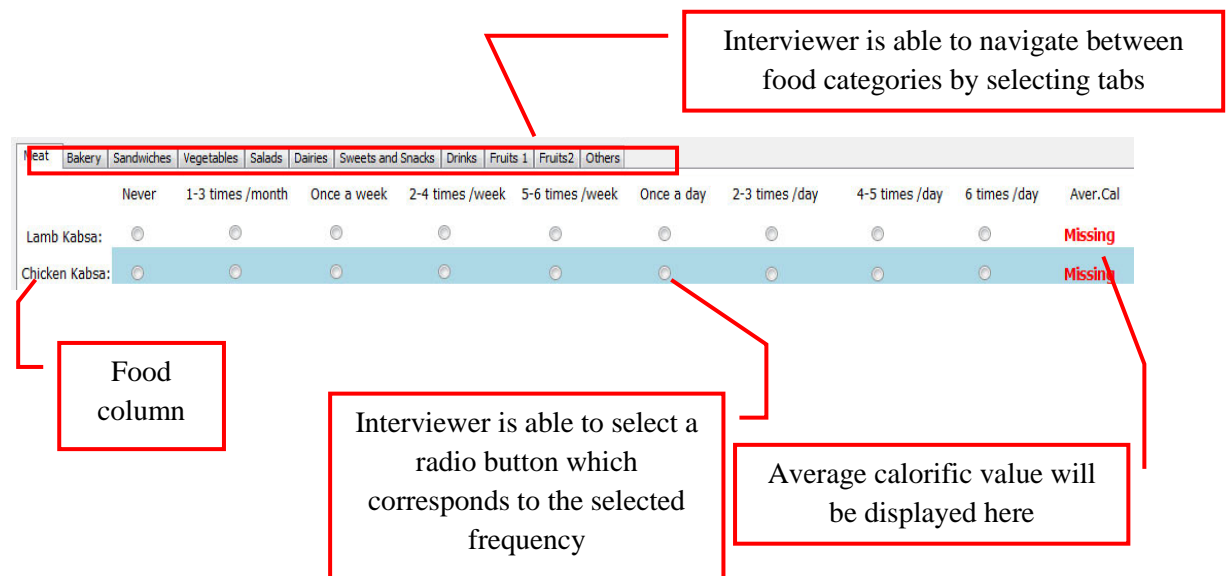 Interviewer is able to navigate between
food categories by selecting tabs
Meat Bakery Sandwiches Vegetables Salads Dairies Sweets and Snacks Drinks Fruits 1 Fruits2 Others
Never 1-3 times /month Once a week 2-4 times /week 5-6 times /week Once a day 2-3 times /day 4-5 times /day 6 times /day Aver.Cal
Lamb Kabsa: Missing
Chicken Kabsa: Missing
Food
column
Interviewer is able to select a
radio button which
corresponds to the selected
frequency
Average calorific value will
be displayed here